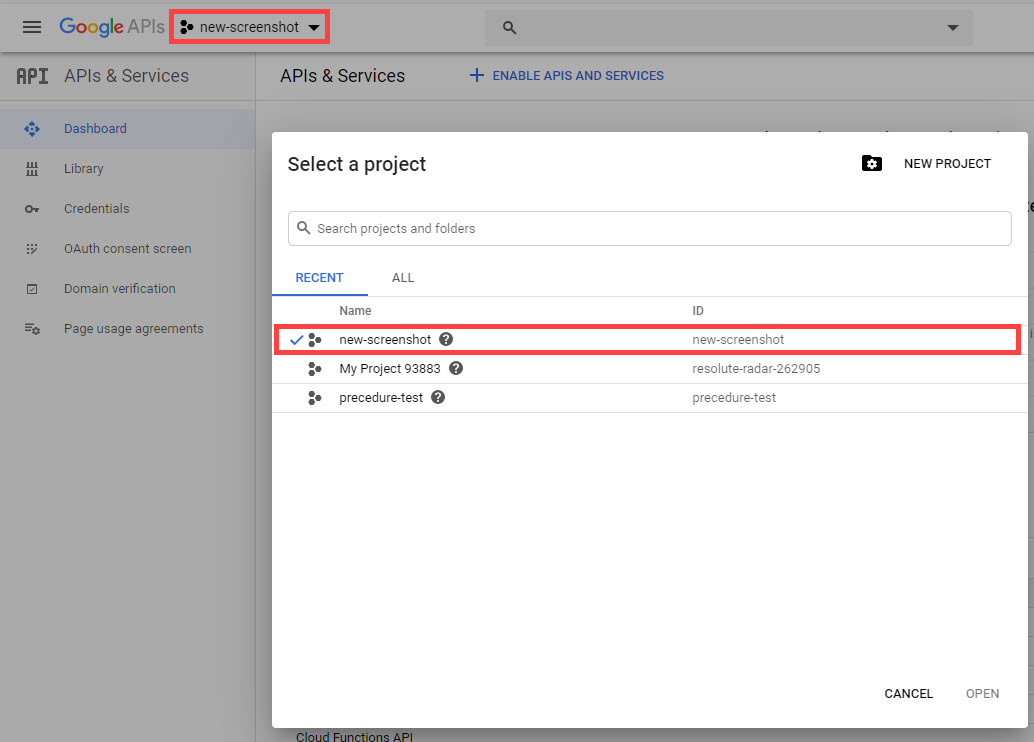 Google APIs new-screenshot
API APIs & Services
APIs & Services ENABLE APIS AND SERVICES
Dashboard
Library
Credentials
OAuth consent screen
Domain verification
Page usage agreements
Select a project NEW PROJECT
Search projects and folders
RECENT ALL
Name ID
new-screenshot new-screenshot
My Project 93883 resolute-radar-262905
precedure-test precedure-test
CANCEL OPEN
Cloud Functions API